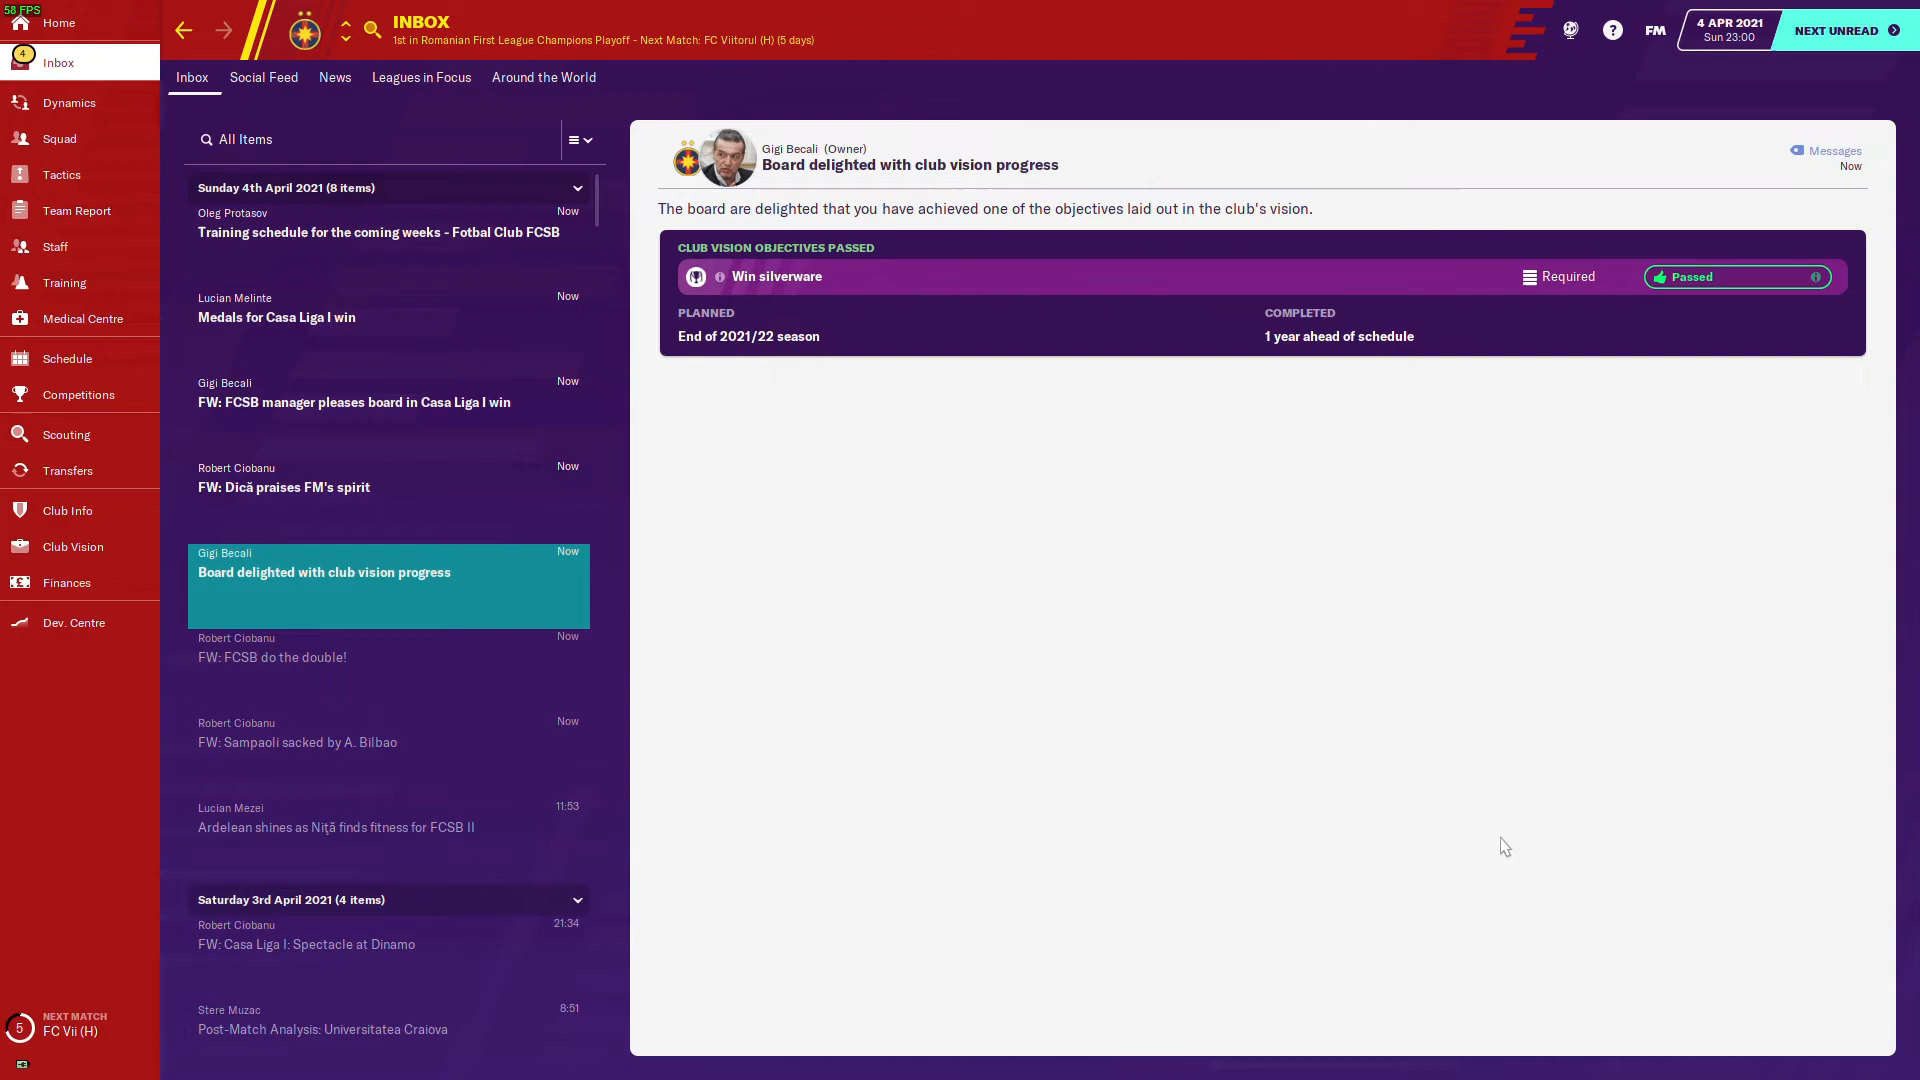 58 FPS
Home
4
Inbox
Dynamics
Squad
Tactics
Team Report
Staff
Training
Medical Centre
Schedule
Competitions
Scouting
Transfers
Club Info
Club Vision
Finances
Dev. Centre
5
NEXT MATCH
FC Vii (H)
INBOX
1st in Romanian First League Champions Playoff - Next Match: FC Viitorul (H) (5 days)
FM
4 APR 2021
Sun 23:00
NEXT UNREAD
Inbox
Social Feed
News
Leagues in Focus
Around the World
All Items
Sunday 4th April 2021 (8 items)
Oleg Protasov
Now
Training schedule for the coming weeks - Fotbal Club FCSB
Lucian Melinte
Now
Medals for Casa Liga I win
Gigi Becali
Now
FW: FCSB manager pleases board in Casa Liga I win
Robert Ciobanu
Now
FW: Dică praises FM's spirit
Gigi Becali
Now
Board delighted with club vision progress
Robert Ciobanu
Now
FW: FCSB do the double!
Robert Ciobanu
Now
FW: Sampaoli sacked by A. Bilbao
Lucian Mezei
11:53
Ardelean shines as Niţă finds fitness for FCSB II
Saturday 3rd April 2021 (4 items)
Robert Ciobanu
21:34
FW: Casa Liga I: Spectacle at Dinamo
Stere Muzac
8:51
Post-Match Analysis: Universitatea Craiova
Gigi Becali (Owner)
Board delighted with club vision progress
Messages
Now
The board are delighted that you have achieved one of the objectives laid out in the club's vision.
CLUB VISION OBJECTIVES PASSED
Win silverware
Required
Passed
PLANNED
COMPLETED
End of 2021/22 season
1 year ahead of schedule